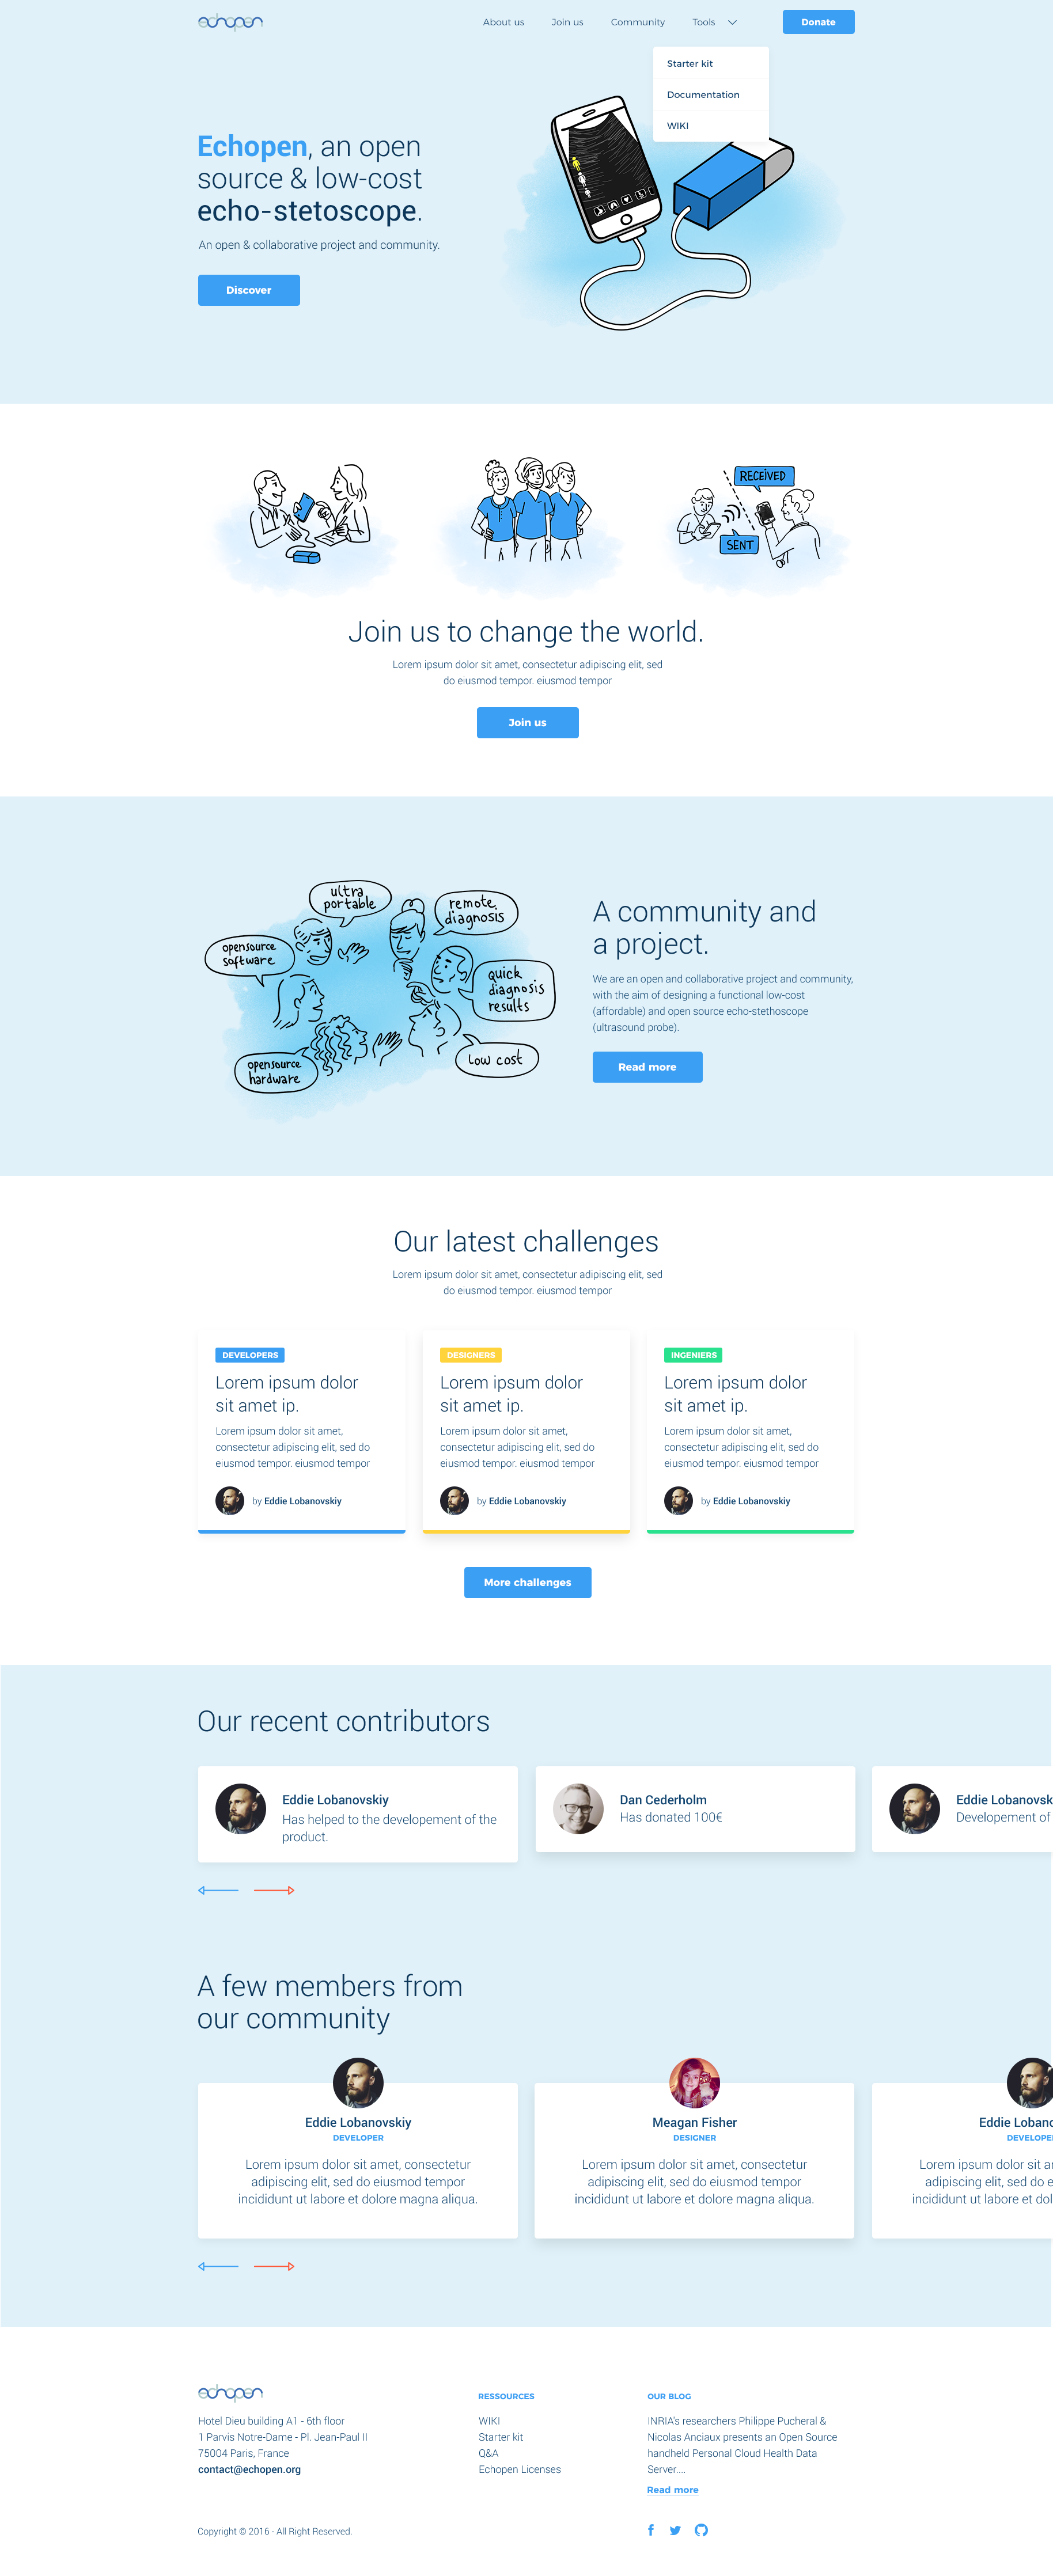 echopen
About us Join us Community Tools Donate
Starter kit
Documentation
WIKI
Echopen, an open
source & low-cost
echo-stetoscope.
An open & collaborative project and community.
Discover
RECEIVED
SENT
Join us to change the world.
Lorem ipsum dolor sit amet, consectetur adipiscing elit, sed
do eiusmod tempor. eiusmod tempor
Join us
ultra
portable
remote
diagnosis
opensource
software
quick
diagnosis
results
low cost
opensource
hardware
A community and
a project.
We are an open and collaborative project and community,
with the aim of designing a functional low-cost
(affordable) and open source echo-stethoscope
(ultrasound probe).
Read more
Our latest challenges
Lorem ipsum dolor sit amet, consectetur adipiscing elit, sed
do eiusmod tempor. eiusmod tempor
DEVELOPERS
Lorem ipsum dolor
sit amet ip.
Lorem ipsum dolor sit amet,
consectetur adipiscing elit, sed do
eiusmod tempor. eiusmod tempor
by Eddie Lobanovskiy
DESIGNERS
Lorem ipsum dolor
sit amet ip.
Lorem ipsum dolor sit amet,
consectetur adipiscing elit, sed do
eiusmod tempor. eiusmod tempor
by Eddie Lobanovskiy
INGENIERS
Lorem ipsum dolor
sit amet ip.
Lorem ipsum dolor sit amet,
consectetur adipiscing elit, sed do
eiusmod tempor. eiusmod tempor
by Eddie Lobanovskiy
More challenges
Our recent contributors
Eddie Lobanovskiy
Has helped to the developement of the
product.
Dan Cederholm
Has donated 100€
Eddie Lobanovsk
Developement of
A few members from
our community
Eddie Lobanovskiy
DEVELOPER
Lorem ipsum dolor sit amet, consectetur
adipiscing elit, sed do eiusmod tempor
incididunt ut labore et dolore magna aliqua.
Meagan Fisher
DESIGNER
Lorem ipsum dolor sit amet, consectetur
adipiscing elit, sed do eiusmod tempor
incididunt ut labore et dolore magna aliqua.
Eddie Lobano
DEVELOPER
Lorem ipsum dolor sit a
adipiscing elit, sed do e
incididunt ut labore et dol
echopen
Hotel Dieu building A1 - 6th floor
1 Parvis Notre-Dame - Pl. Jean-Paul II
75004 Paris, France
contact@echopen.org
RESSOURCES
WIKI
Starter kit
Q&A
Echopen Licenses
OUR BLOG
INRIA's researchers Philippe Pucheral &
Nicolas Anciaux presents an Open Source
handheld Personal Cloud Health Data
Server....
Read more
Copyright © 2016 - All Right Reserved.